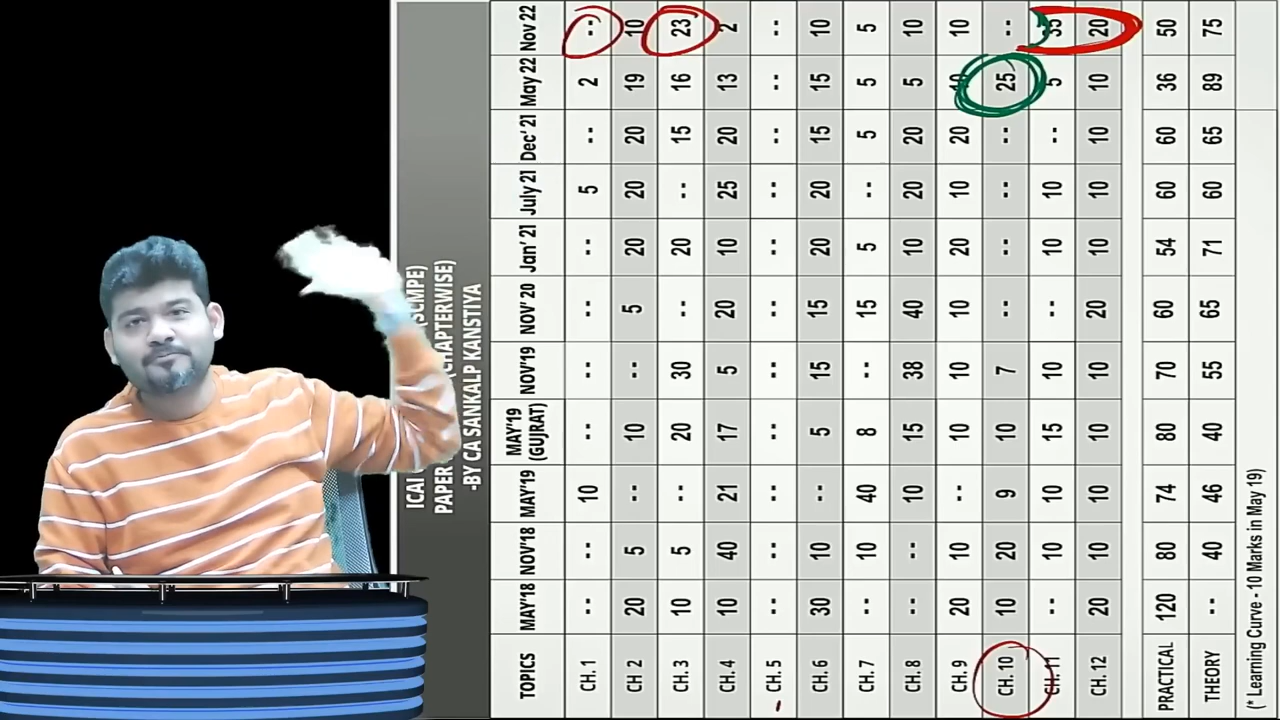 ICAI (SCMPE)
PAPER (CHAPTERWISE)
-BY CA SANKALP KANSTIYA
TOPICS MAY'18 NOV'18 MAY'19 MAY'19 (GUJRAT) NOV'19 NOV' 20 Jan' 21 July 21 Dec' 21 May 22 Nov 22
CH. 1 -- -- 10 -- -- -- -- 5 -- 2 --
CH 2 20 5 -- 10 -- 5 20 20 20 19 10
CH.3 10 5 -- 20 30 -- 20 -- 15 16 23
CH.4 10 40 21 17 5 20 10 25 20 13 2
CH. 5 -- -- -- -- -- -- -- -- -- -- --
CH.6 30 10 -- 5 15 15 20 20 15 15 10
CH. 7 -- 10 40 8 -- 15 5 -- 5 5 5
CH.8 -- -- 10 15 38 40 10 20 20 5 10
CH. 9 20 10 -- 10 10 10 20 10 20 10 10
CH. 10 10 20 9 10 7 -- -- -- -- 25 --
CH. 11 -- 10 10 15 10 -- 10 10 -- 5 35
CH. 12 20 10 10 10 10 20 10 10 10 10 20
PRACTICAL 120 80 74 80 70 60 54 60 60 36 50
THEORY -- 40 46 40 55 65 71 60 65 89 75
(* Learning Curve - 10 Marks in May 19)